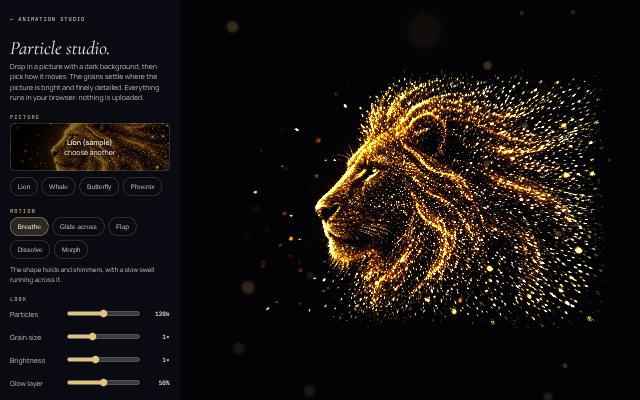 ← ANIMATION STUDIO
Particle studio.
Drop in a picture with a dark background, then
pick how it moves. The grains settle where the
picture is bright and finely detailed. Everything
runs in your browser: nothing is uploaded.
PICTURE
Lion (sample)
choose another
Lion Whale Butterfly Phoenix
MOTION
Breathe Glide across Flap
Dissolve Morph
The shape holds and shimmers, with a slow swell
running across it.
LOOK
Particles 120k
Grain size 1×
Brightness 1×
Glow layer 50%